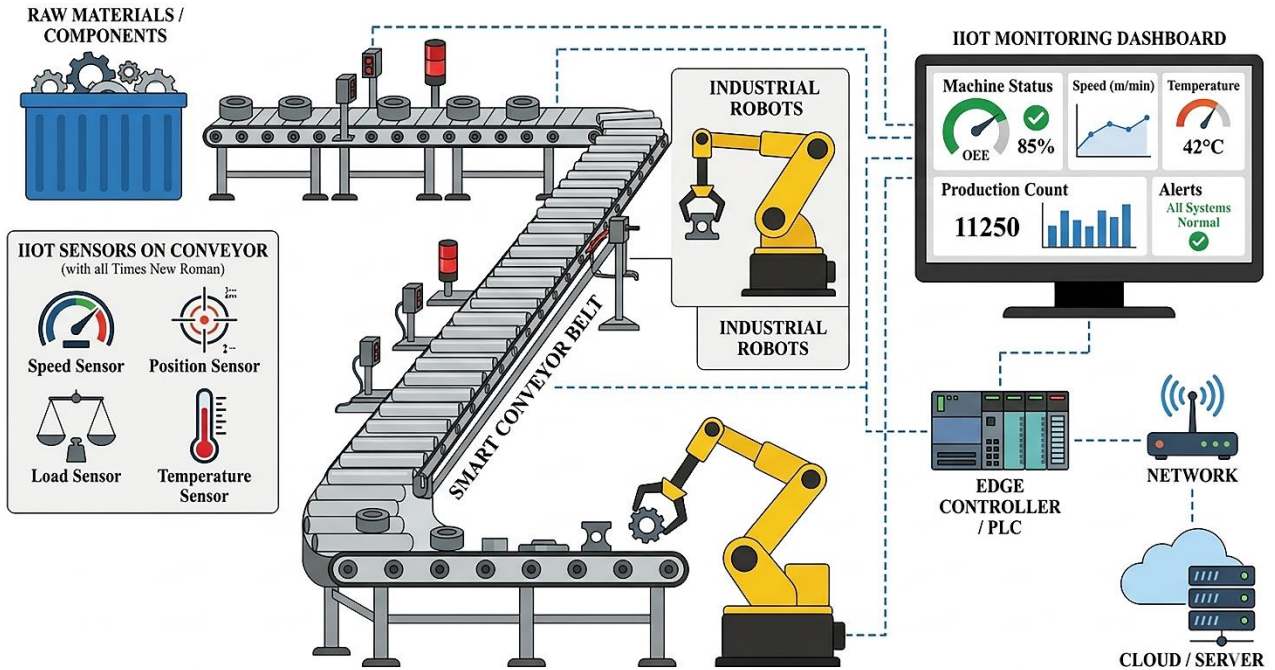 RAW MATERIALS /
COMPONENTS
IIOT SENSORS ON CONVEYOR
(with all Times New Roman)
Speed Sensor
Position Sensor
Load Sensor
Temperature
Sensor
SMART CONVEYOR BELT
INDUSTRIAL
ROBOTS
INDUSTRIAL
ROBOTS
IIOT MONITORING DASHBOARD
Machine Status
OEE
85%
Speed (m/min)
Temperature
42°C
Production Count
11250
Alerts
All Systems
Normal
EDGE
CONTROLLER
/ PLC
NETWORK
CLOUD / SERVER